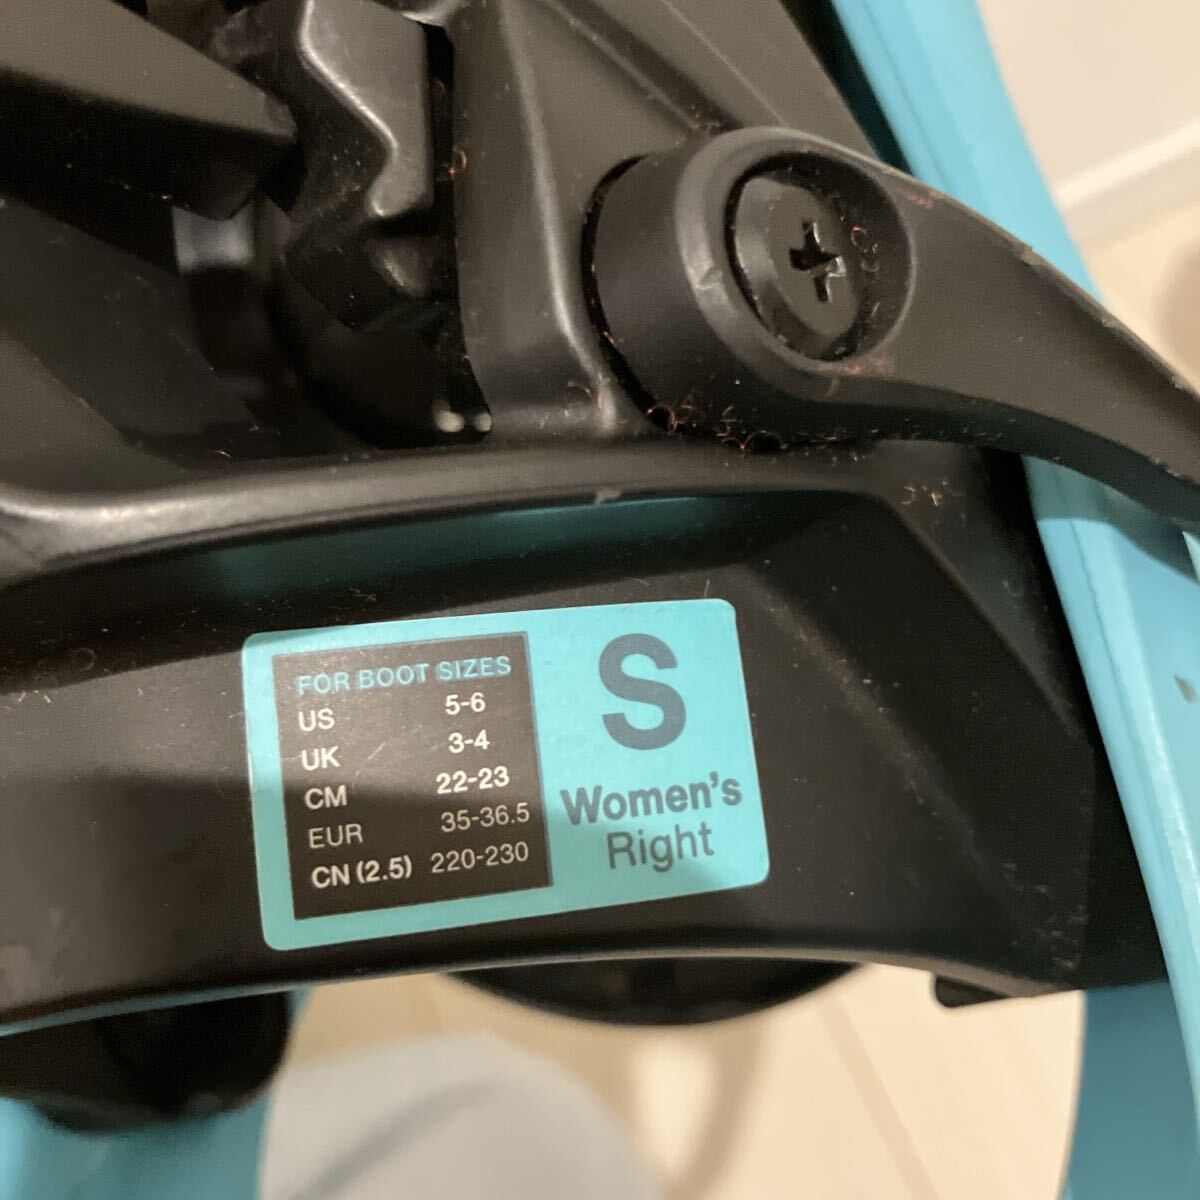 FOR BOOT SIZES
US 5-6
UK 3-4
CM 22-23
EUR 35-36.5
CN (2.5) 220-230
S
Women's
Right